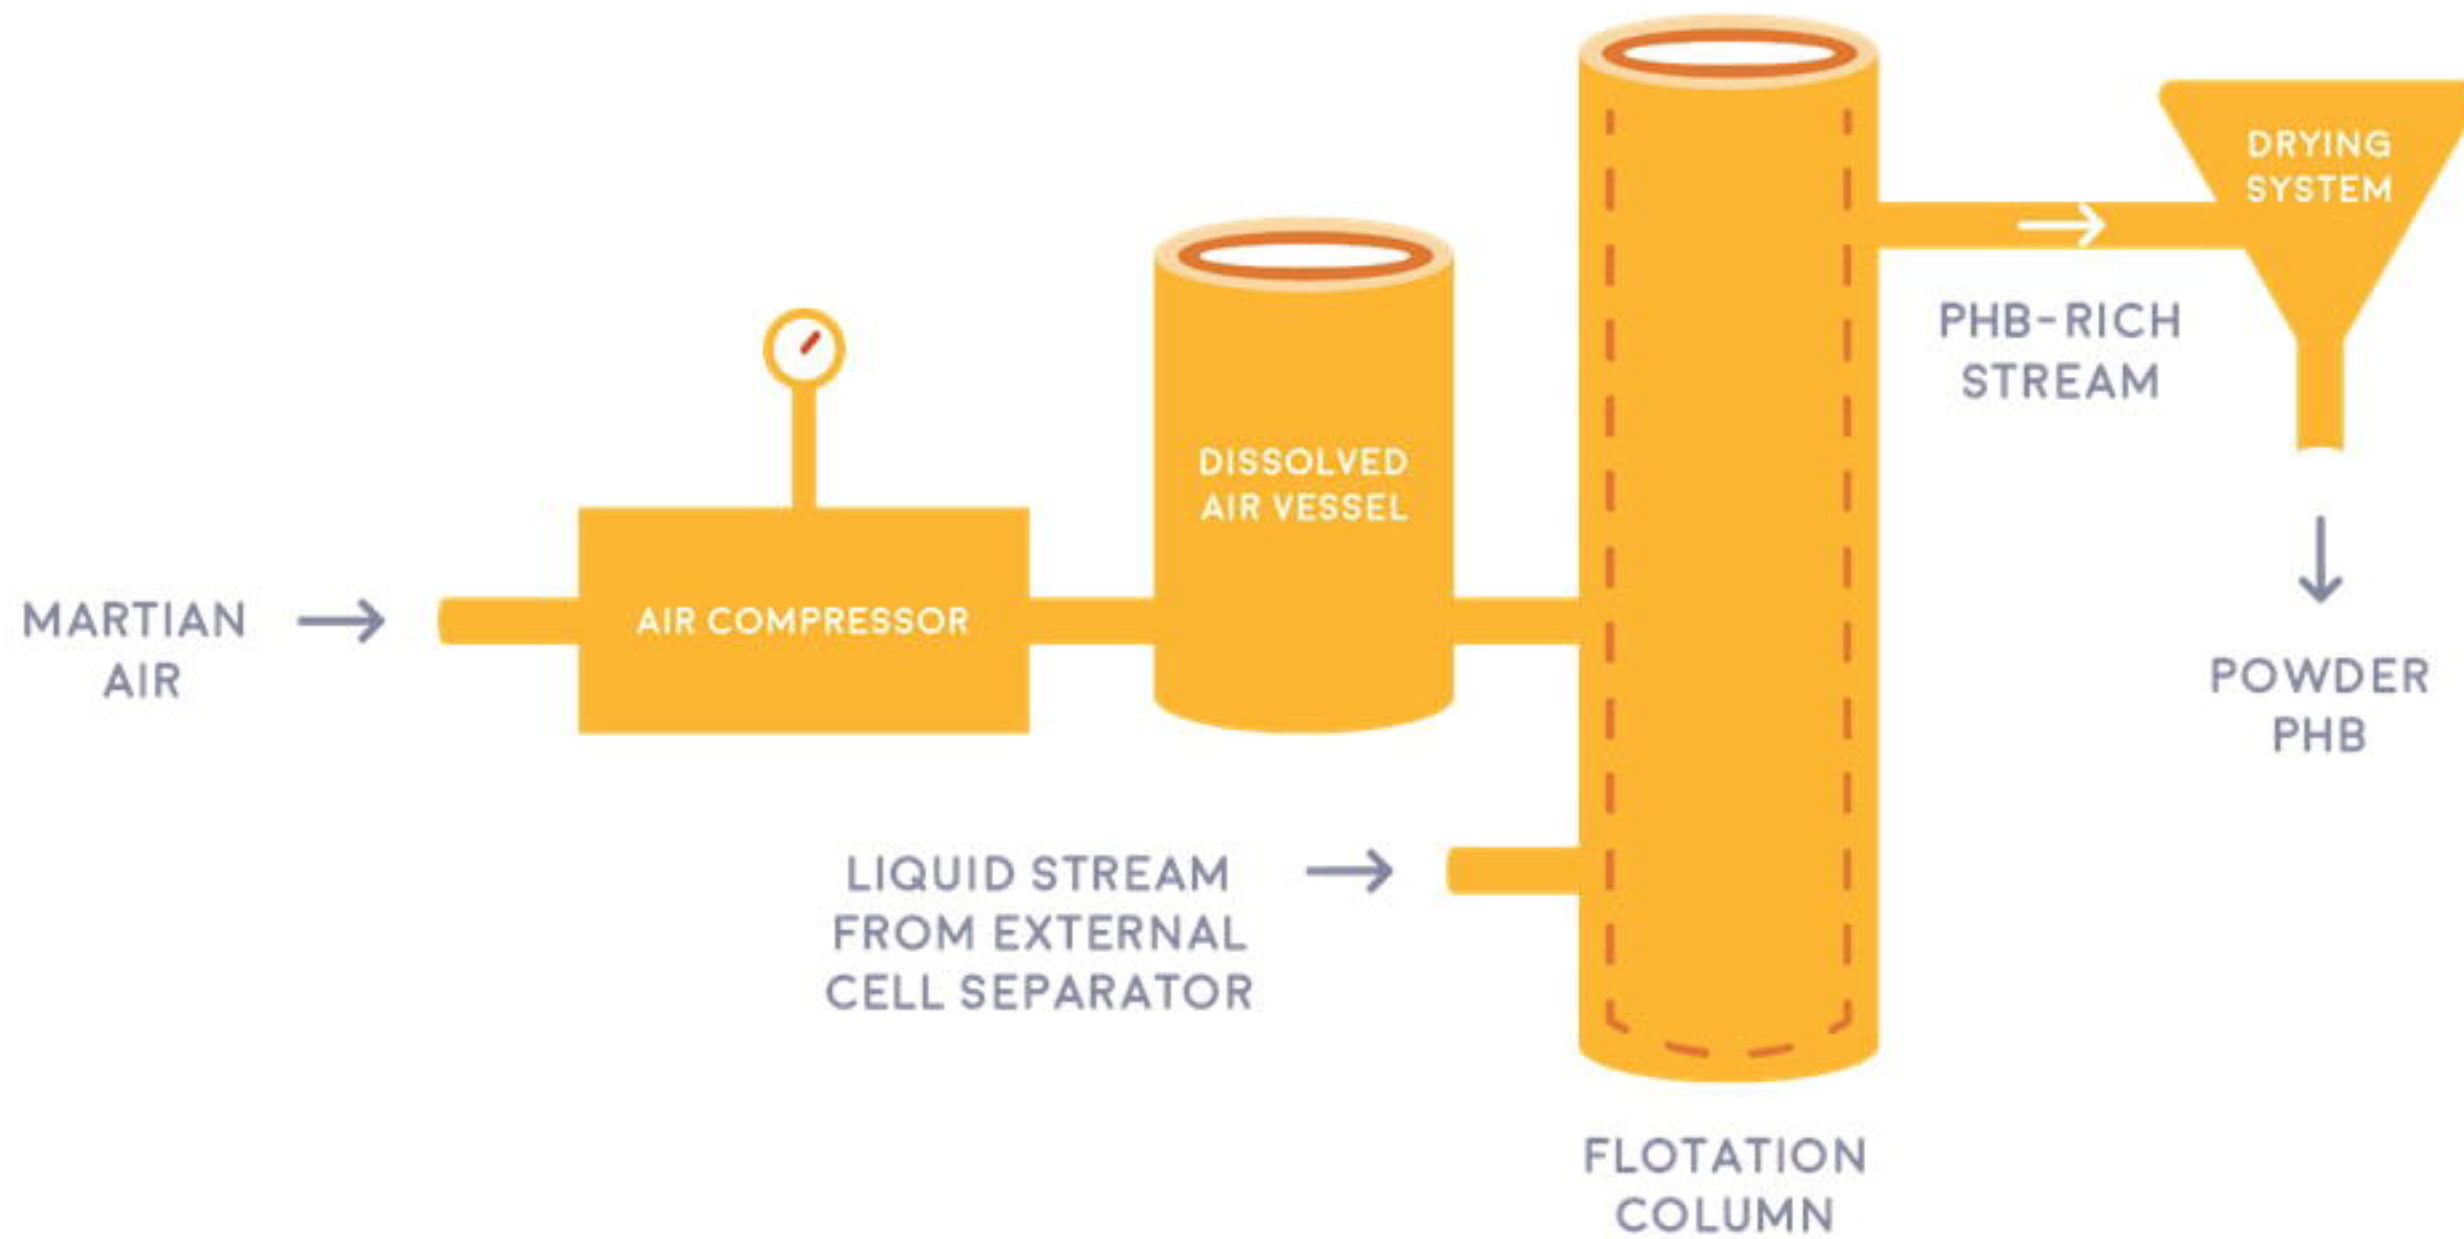 MARTIAN
AIR
AIR COMPRESSOR
DISSOLVED
AIR VESSEL
LIQUID STREAM
FROM EXTERNAL
CELL SEPARATOR
FLOTATION
COLUMN
PHB-RICH
STREAM
DRYING
SYSTEM
POWDER
PHB